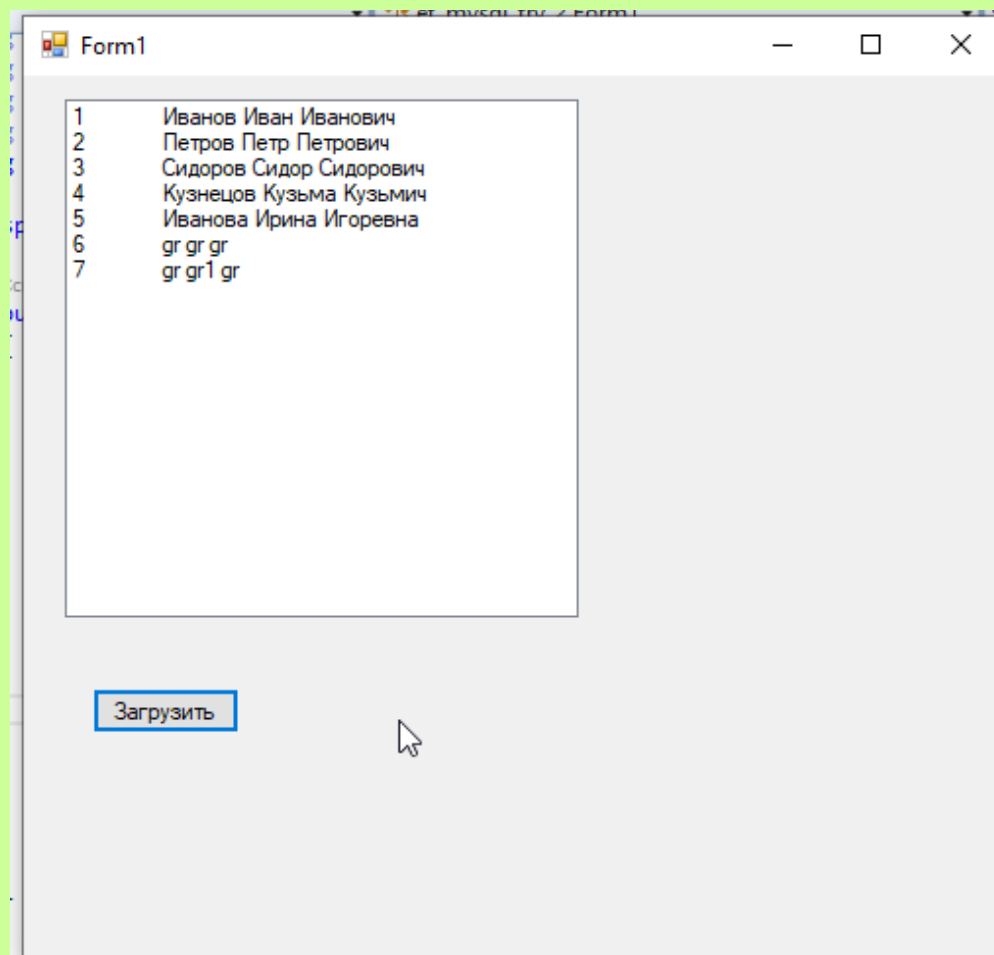 Form1
1 Иванов Иван Иванович
2 Петров Петр Петрович
3 Сидоров Сидор Сидорович
4 Кузнецов Кузьма Кузьмич
5 Иванова Ирина Игоревна
6 gr gr gr
7 gr gr1 gr
Загрузить